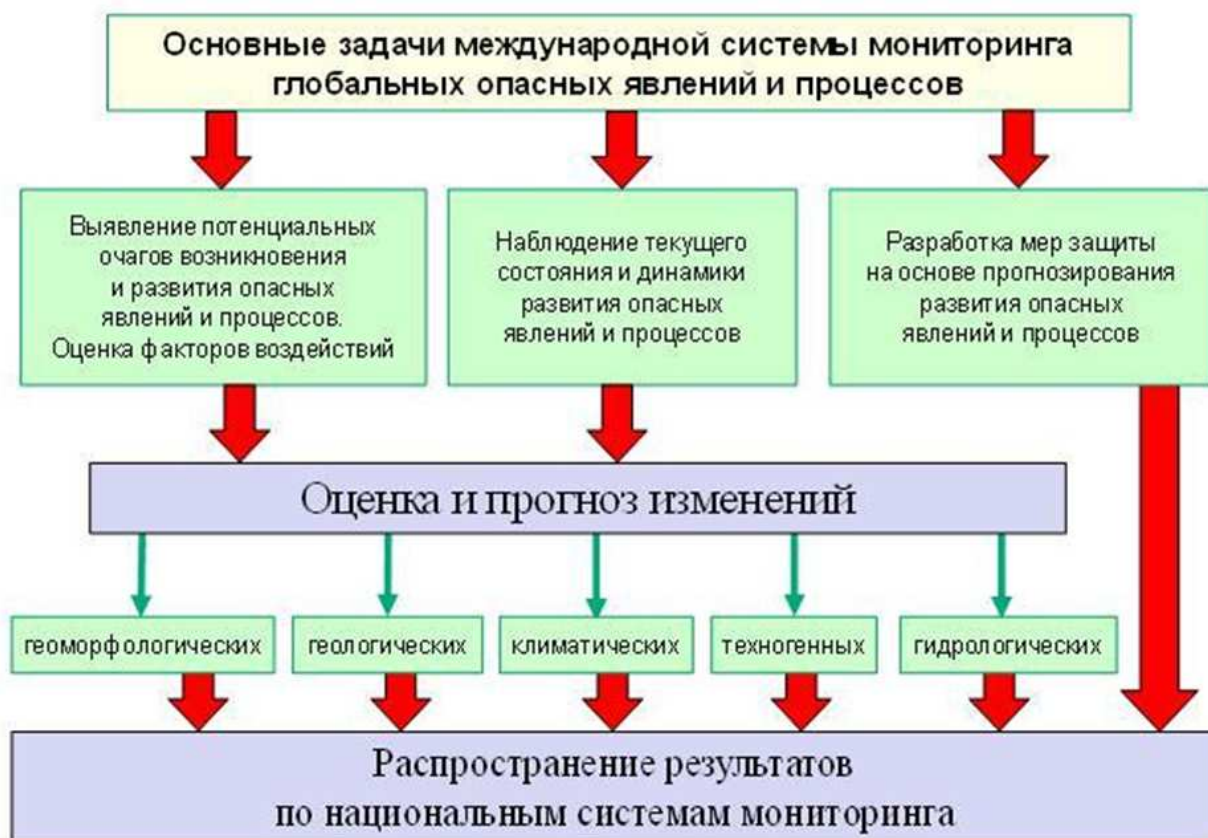 Основные задачи международной системы мониторинга
глобальных опасных явлений и процессов
Выявление потенциальных
очагов возникновения
и развития опасных
явлений и процессов.
Оценка факторов воздействий
Наблюдение текущего
состояния и динамики
развития опасных
явлений и процессов
Разработка мер защиты
на основе прогнозирования
развития опасных
явлений и процессов
Оценка и прогноз изменений
геоморфологических
геологических
климатических
техногенных
гидрологических
Распространение результатов
по национальным системам мониторинга